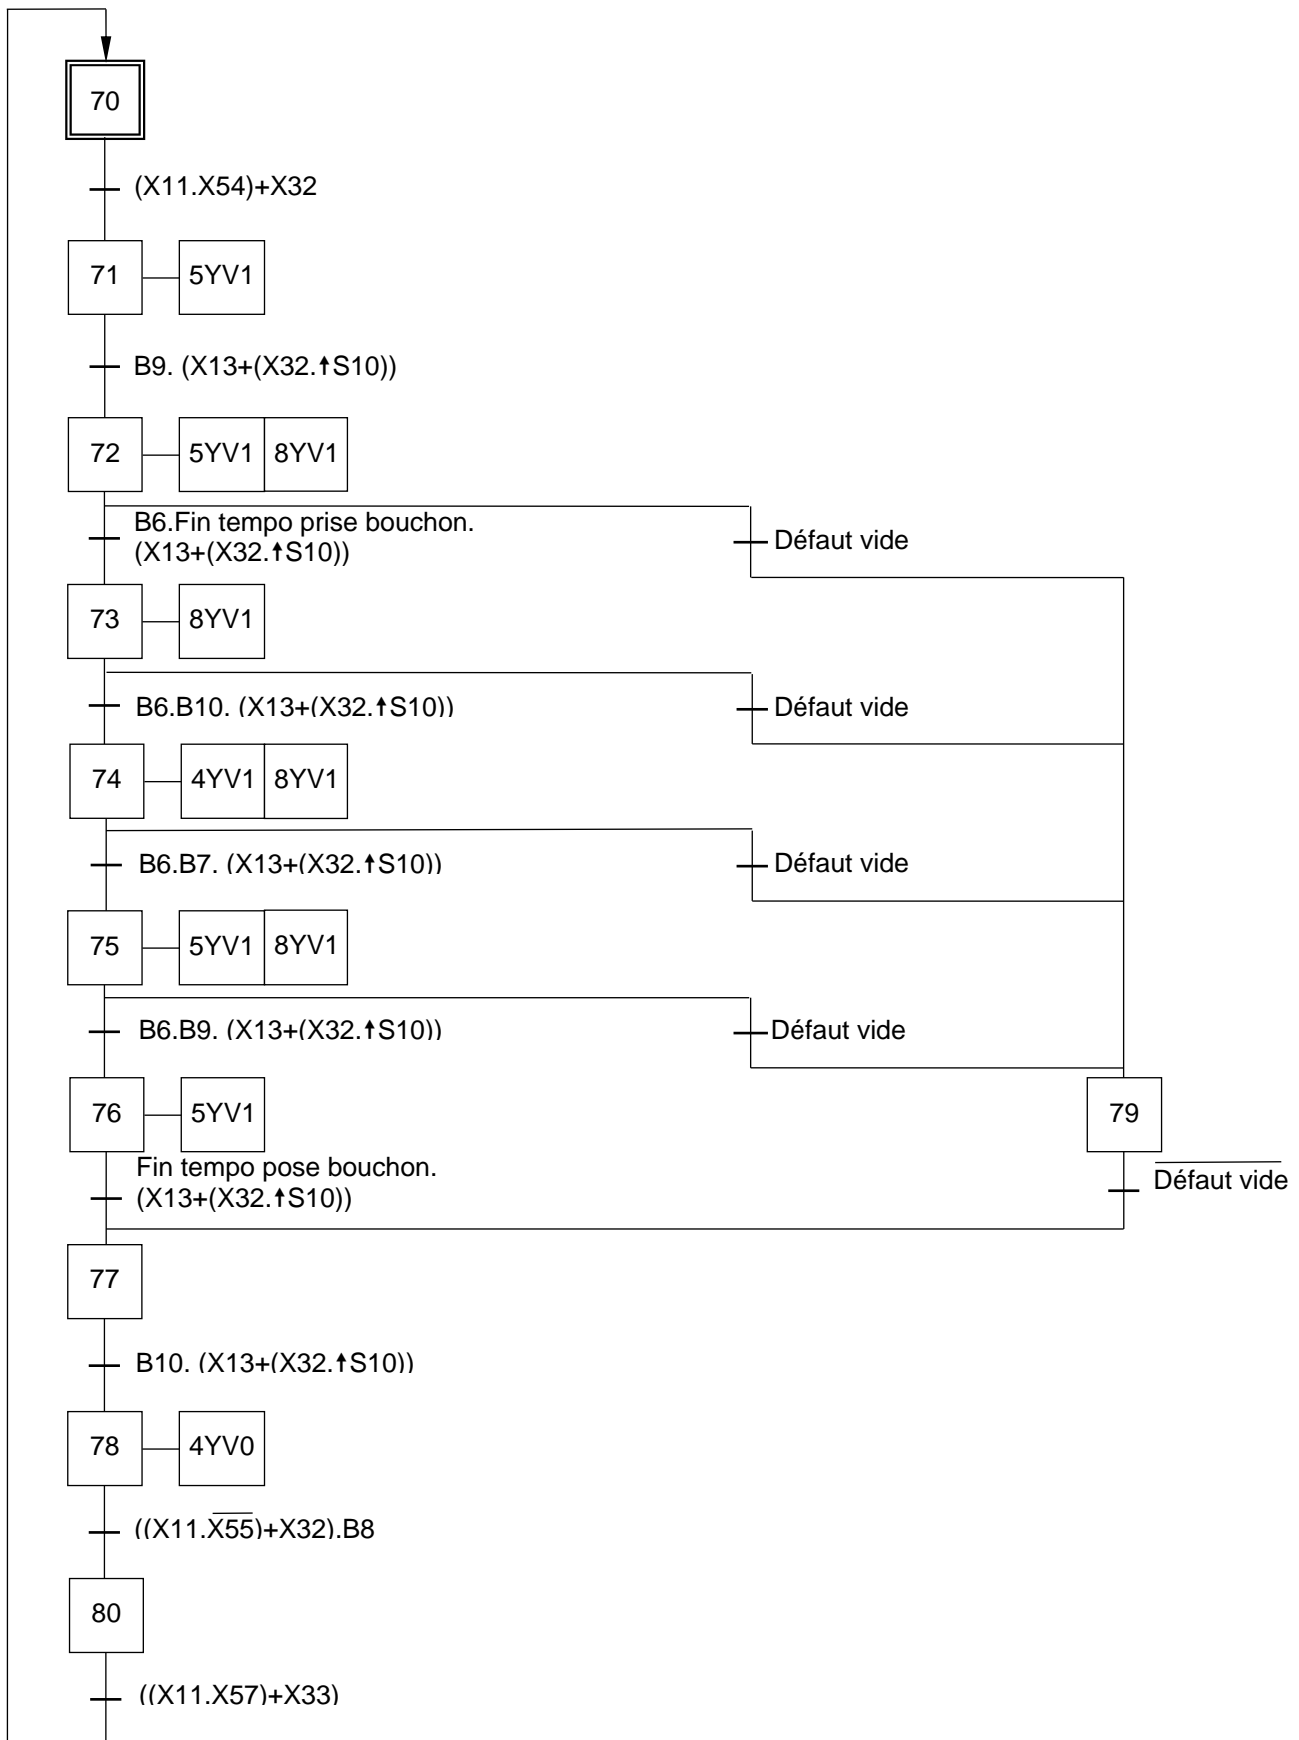 70
(X11.X54)+X32
71
5YV1
B9. (X13+(X32.↑S10))
72
5YV1 8YV1
B6.Fin tempo prise bouchon.
(X13+(X32.↑S10))
Défaut vide
73
8YV1
B6.B10. (X13+(X32.↑S10))
Défaut vide
74
4YV1 8YV1
B6.B7. (X13+(X32.↑S10))
Défaut vide
75
5YV1 8YV1
B6.B9. (X13+(X32.↑S10))
Défaut vide
76
5YV1
79
Fin tempo pose bouchon.
(X13+(X32.↑S10))
Défaut vide
77
B10. (X13+(X32.↑S10))
78
4YV0
((X11.X̅5̅5̅)+X32).B8
80
((X11.X57)+X33)